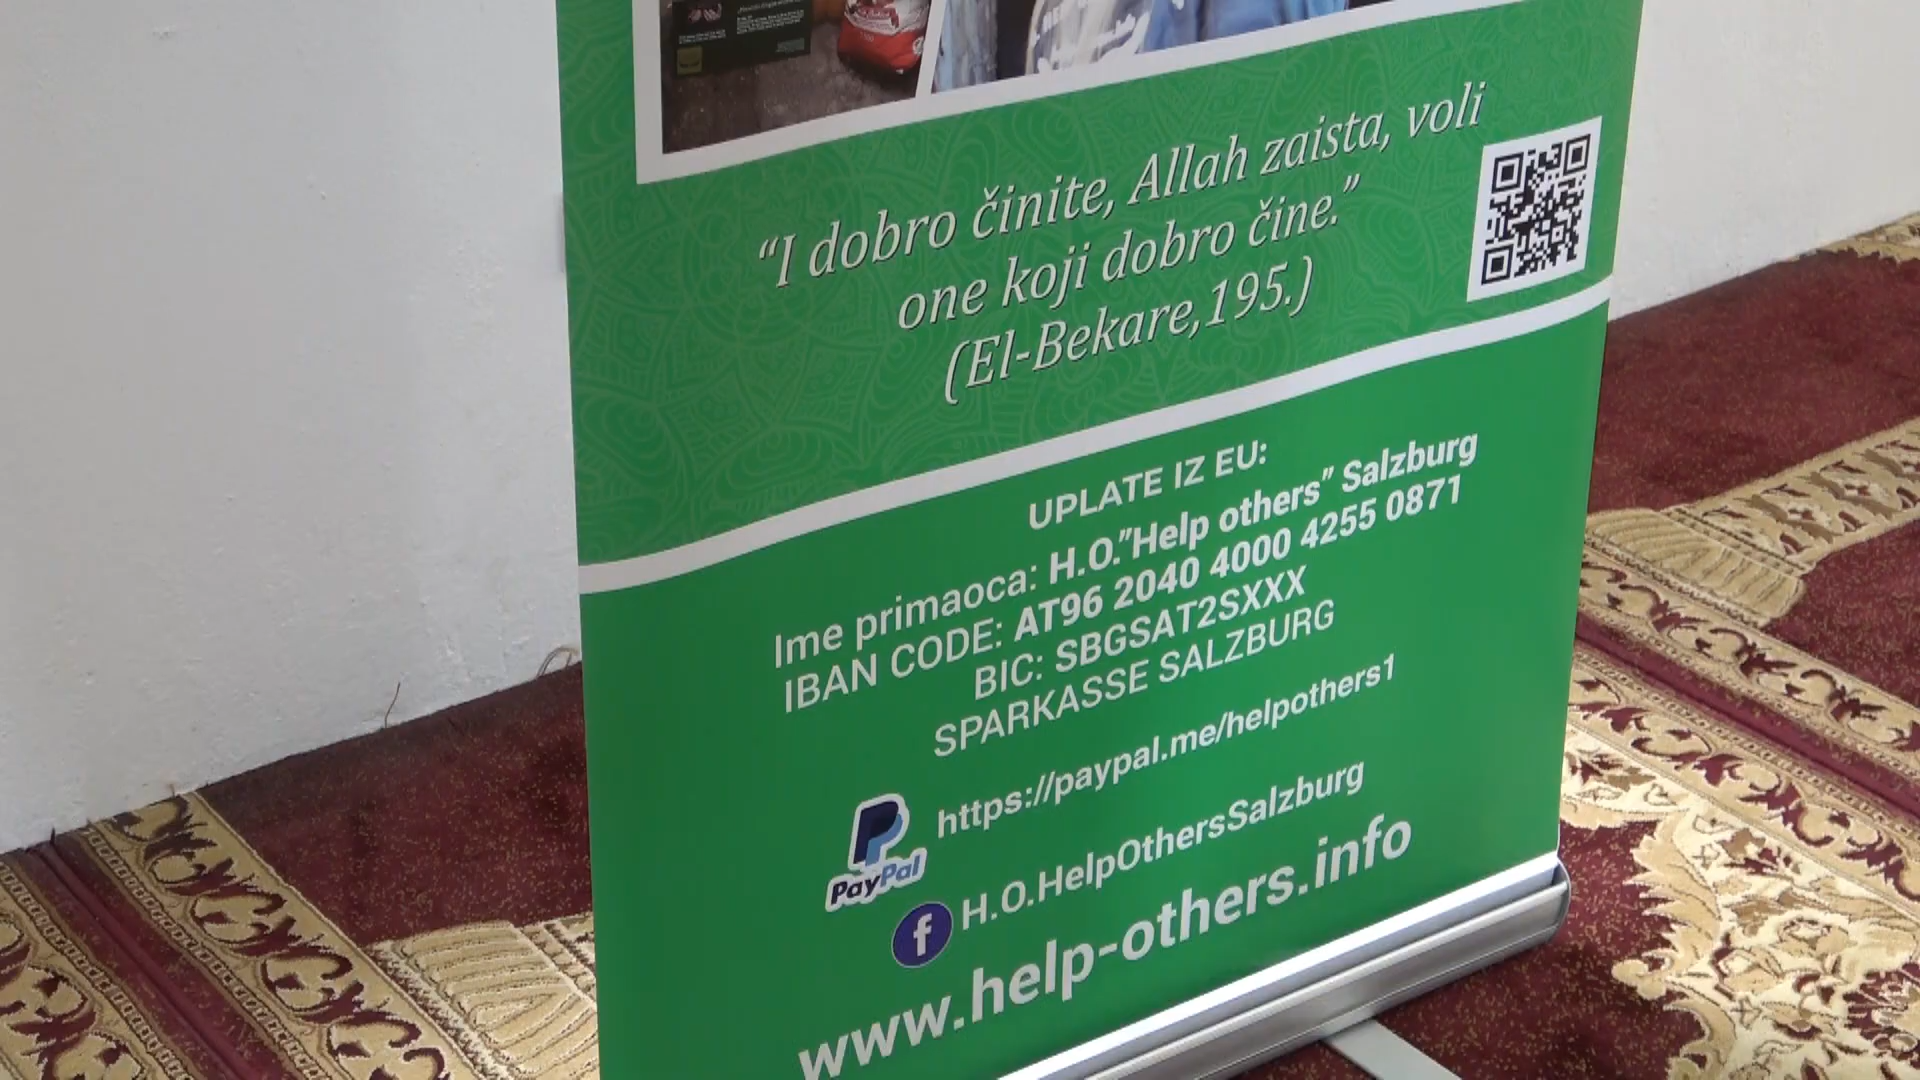 “I dobro činite, Allah zaista, voli
one koji dobro čine.”
(El-Bekare,195.)
UPLATE IZ EU:
Ime primaoca: H.O.”Help others” Salzburg
IBAN CODE: AT96 2040 4000 4255 0871
BIC: SBGSAT2SXXX
SPARKASSE SALZBURG
https://paypal.me/helpothers1
PayPal
f H.O.HelpOthersSalzburg
www.help-others.info